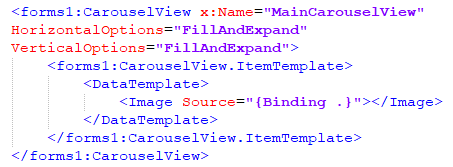 <forms1:CarouselView x:Name="MainCarouselView"
HorizontalOptions="FillAndExpand"
VerticalOptions="FillAndExpand">
<forms1:CarouselView.ItemTemplate>
<DataTemplate>
<Image Source="{Binding .}"></Image>
</DataTemplate>
</forms1:CarouselView.ItemTemplate>
</forms1:CarouselView>